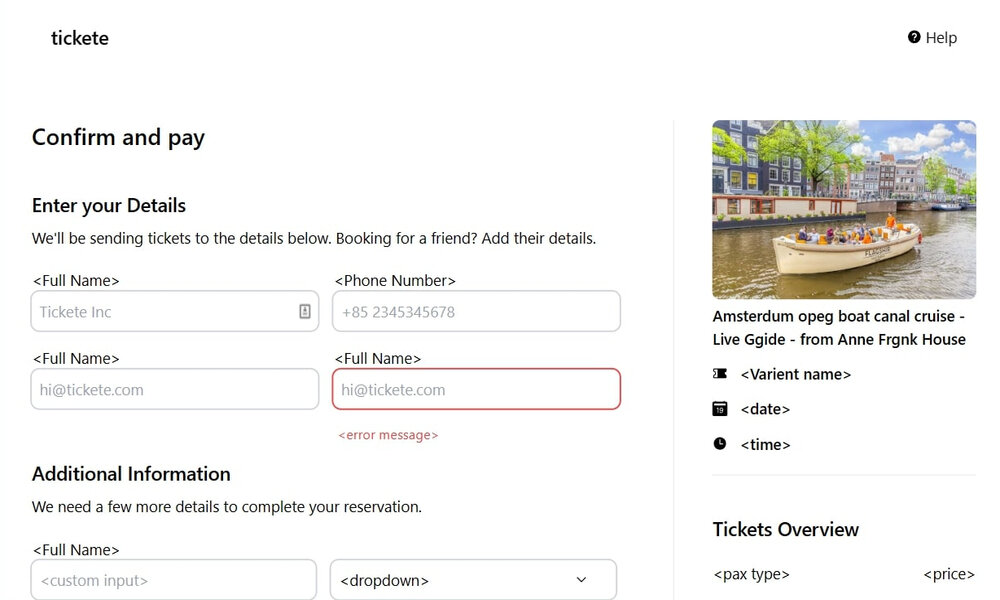 tickete
Help
Confirm and pay
Enter your Details
We'll be sending tickets to the details below. Booking for a friend? Add their details.
<Full Name>
<Phone Number>
Tickete Inc
+85 2345345678
<Full Name>
<Full Name>
hi@tickete.com
hi@tickete.com
<error message>
Additional Information
We need a few more details to complete your reservation.
<Full Name>
<custom input>
<dropdown>
Amsterdum opeg boat canal cruise -
Live Ggide - from Anne Frgnk House
<Varient name>
19
<date>
<time>
Tickets Overview
<pax type>
<price>